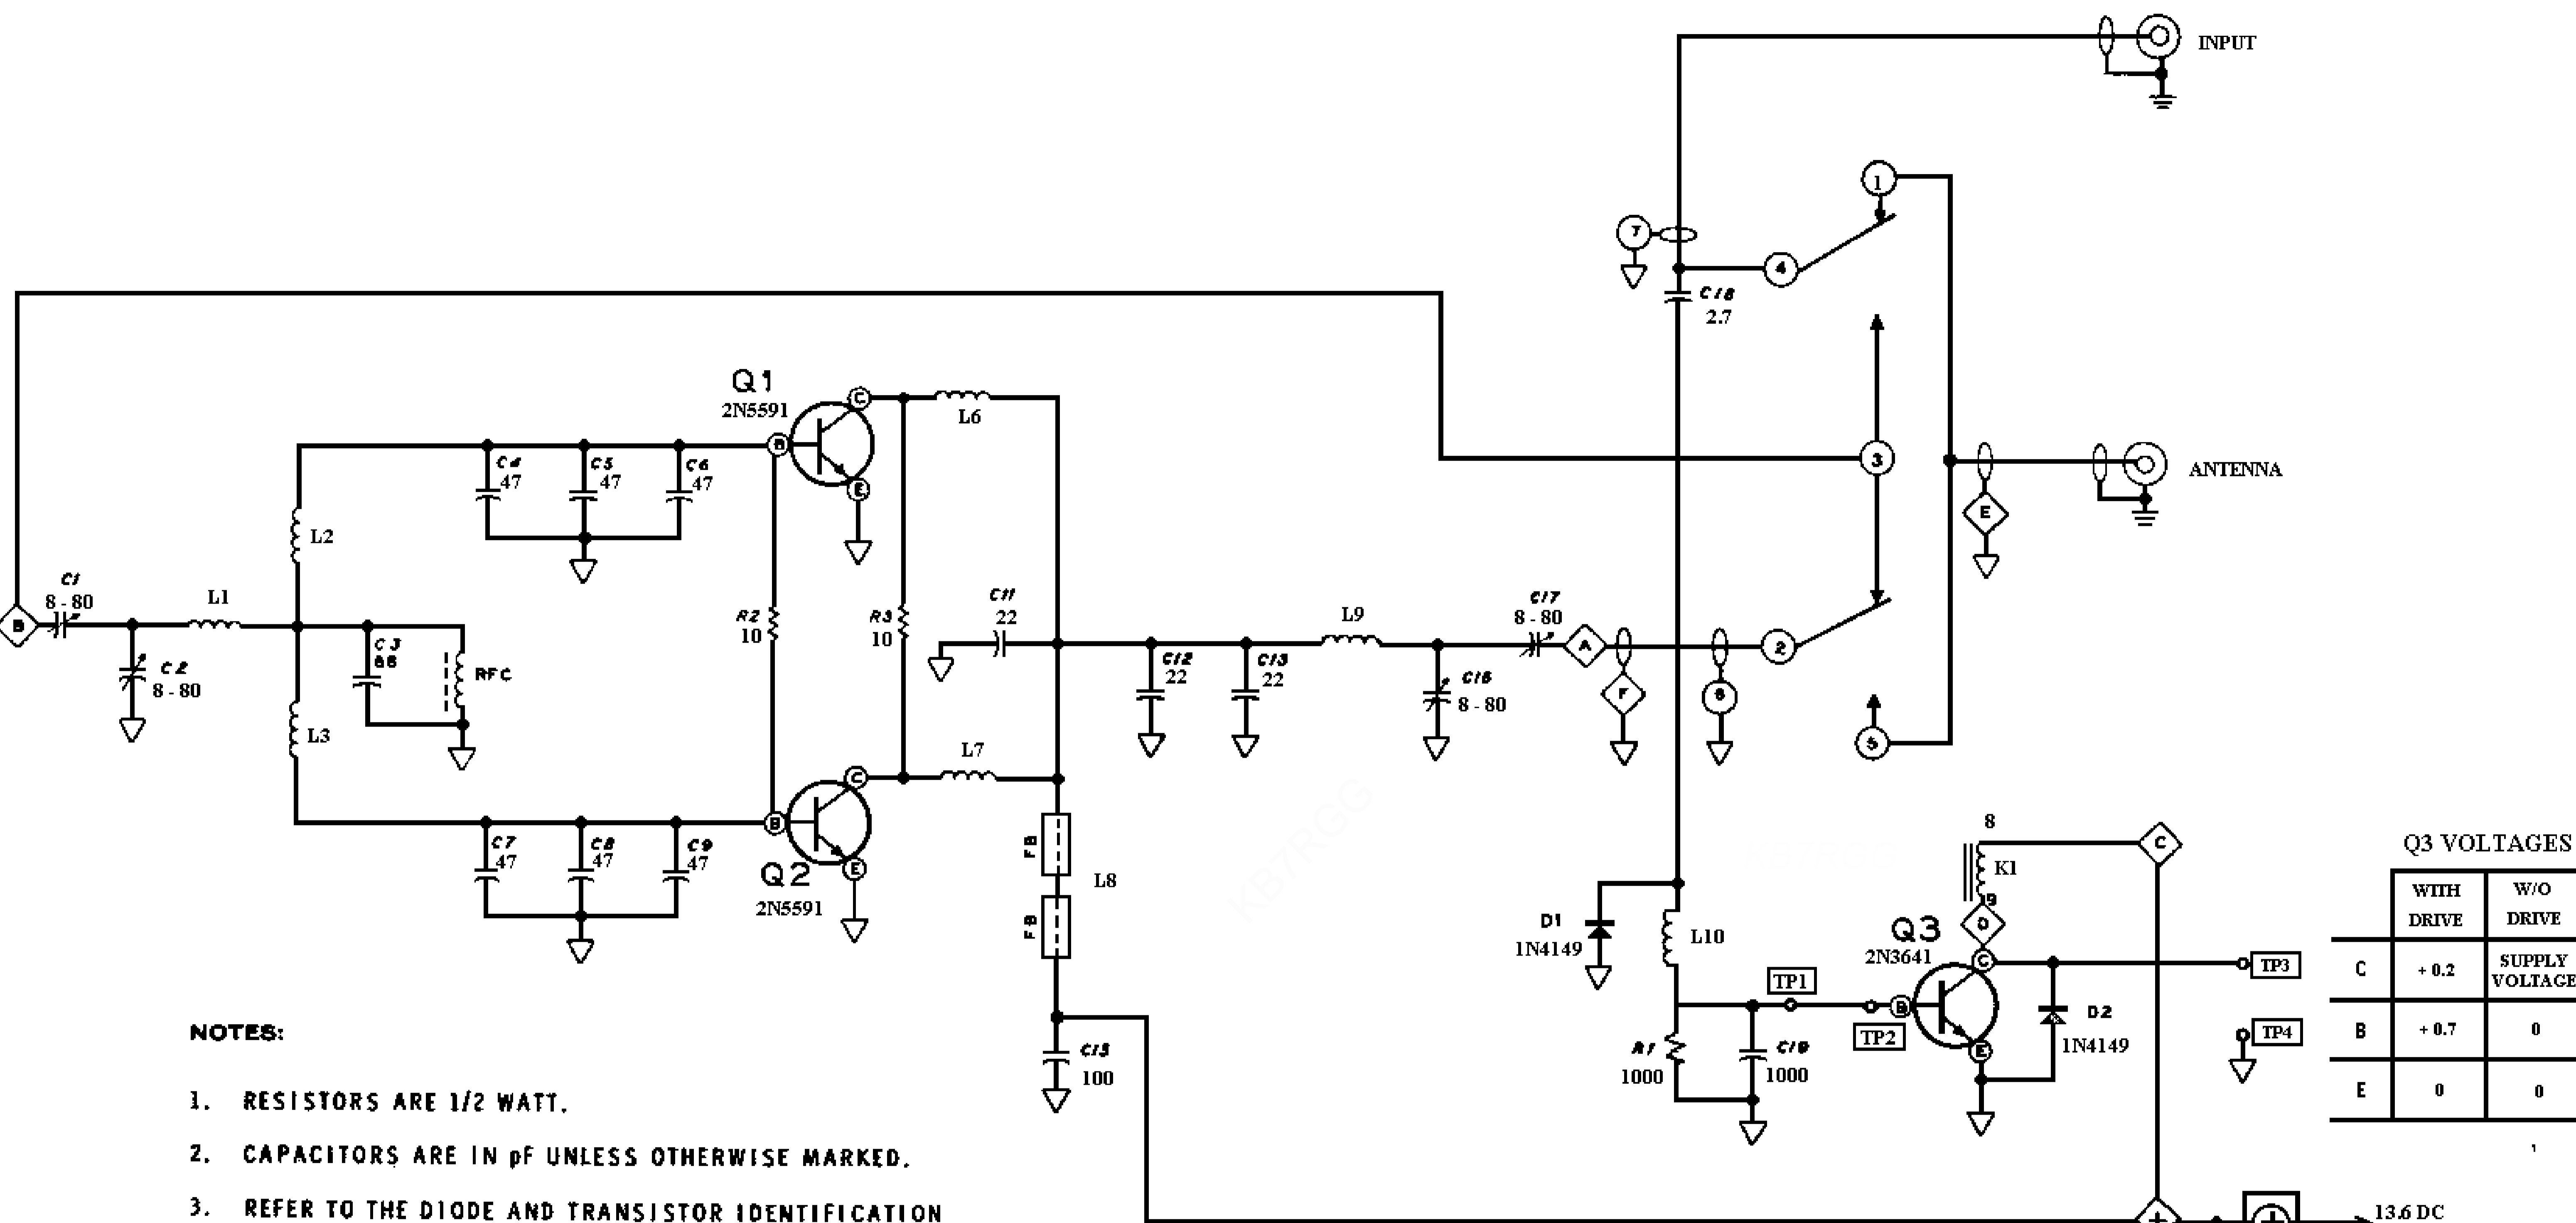 INPUT
1
7
4
C18
2.7
3
ANTENNA
E
Q1
2N5591
C
B
E
L6
C4
47
C5
47
C6
47
L2
C1
8 - 80
B
L1
C2
8 - 80
C3
RFC
L3
R2
10
R3
10
C11
22
C12
22
C13
22
L9
C16
8 - 80
C17
8 - 80
A
F
6
2
5
L7
C
B
E
Q2
2N5591
C7
47
C8
47
C9
47
FB
FB
L8
C15
100
D1
1N4149
L10
R1
1000
C19
1000
TP1
TP2
Q3
2N3641
B
C
E
D
8
K1
9
C
D2
1N4149
TP3
TP4
Q3 VOLTAGES
WITH DRIVE
W/O DRIVE
C + 0.2 SUPPLY VOLTAGE
B + 0.7 0
E 0 0
NOTES:
1. RESISTORS ARE 1/2 WATT.
2. CAPACITORS ARE IN pF UNLESS OTHERWISE MARKED.
3. REFER TO THE DIODE AND TRANSISTOR IDENTIFICATION
+
13.6 DC
KB7RGG